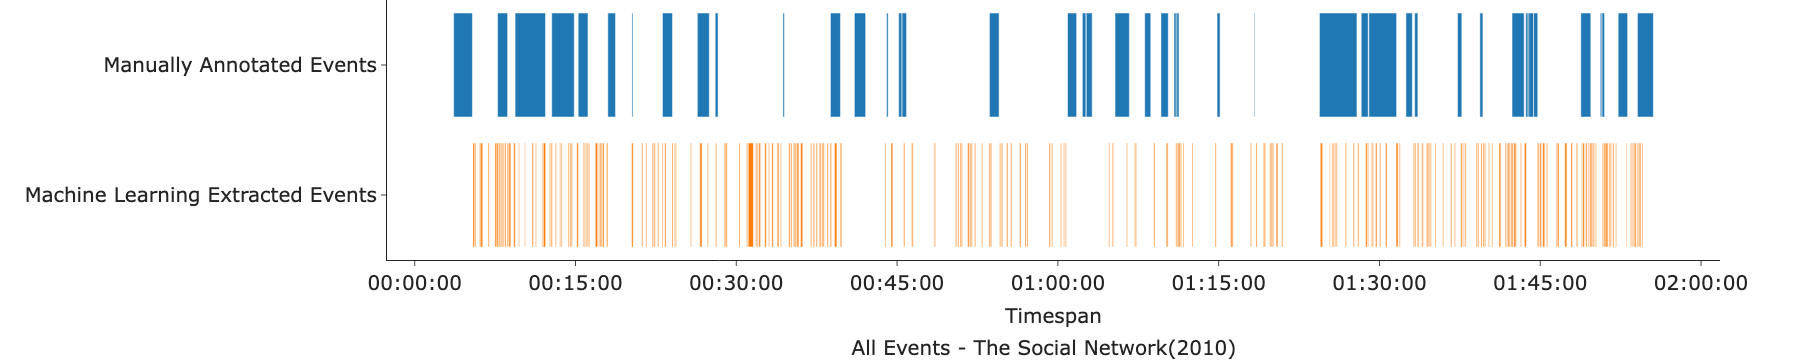 Manually Annotated Events
Machine Learning Extracted Events
00:00:00 00:15:00 00:30:00 00:45:00 01:00:00 01:15:00 01:30:00 01:45:00 02:00:00
Timespan
All Events - The Social Network(2010)